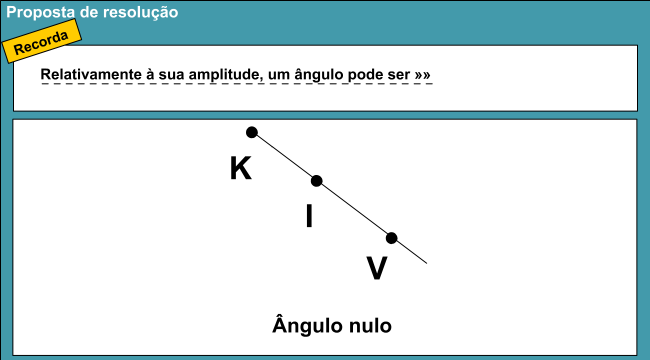 Proposta de resolução
Recorda
Relativamente à sua amplitude, um ângulo pode ser »»
K
I
V
Ângulo nulo